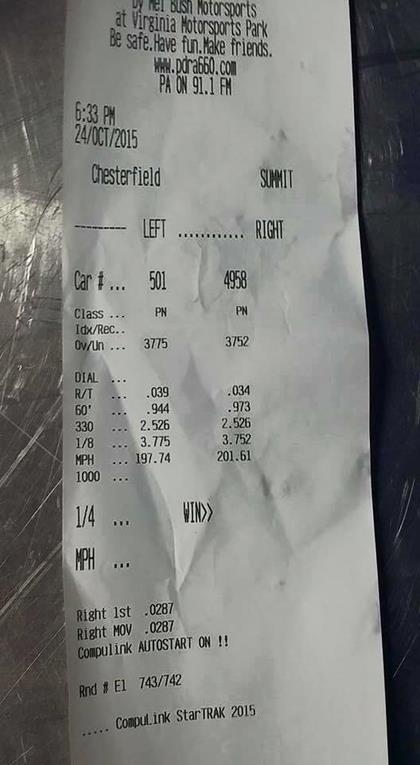 by Mel Bush Motorsports
at Virginia Motorsports Park
Be safe.Have fun.Make friends.
www.pdra660.com
PA ON 91.1 FM
6:33 PM
24/OCT/2015
Chesterfield SUMMIT
--------- LEFT ............ RIGHT
Car # ... 501 4958
Class ... PN PN
Idx/Rec..
Ov/Un ... 3775 3752
DIAL ...
R/T ... .039 .034
60' ... .944 .973
330 ... 2.526 2.526
1/8 ... 3.775 3.752
MPH ... 197.74 201.61
1000 ...
1/4 ... WIN>>
MPH ...
Right 1st .0287
Right MOV .0287
Compulink AUTOSTART ON !!
Rnd # E1 743/742
..... CompuLink StarTRAK 2015